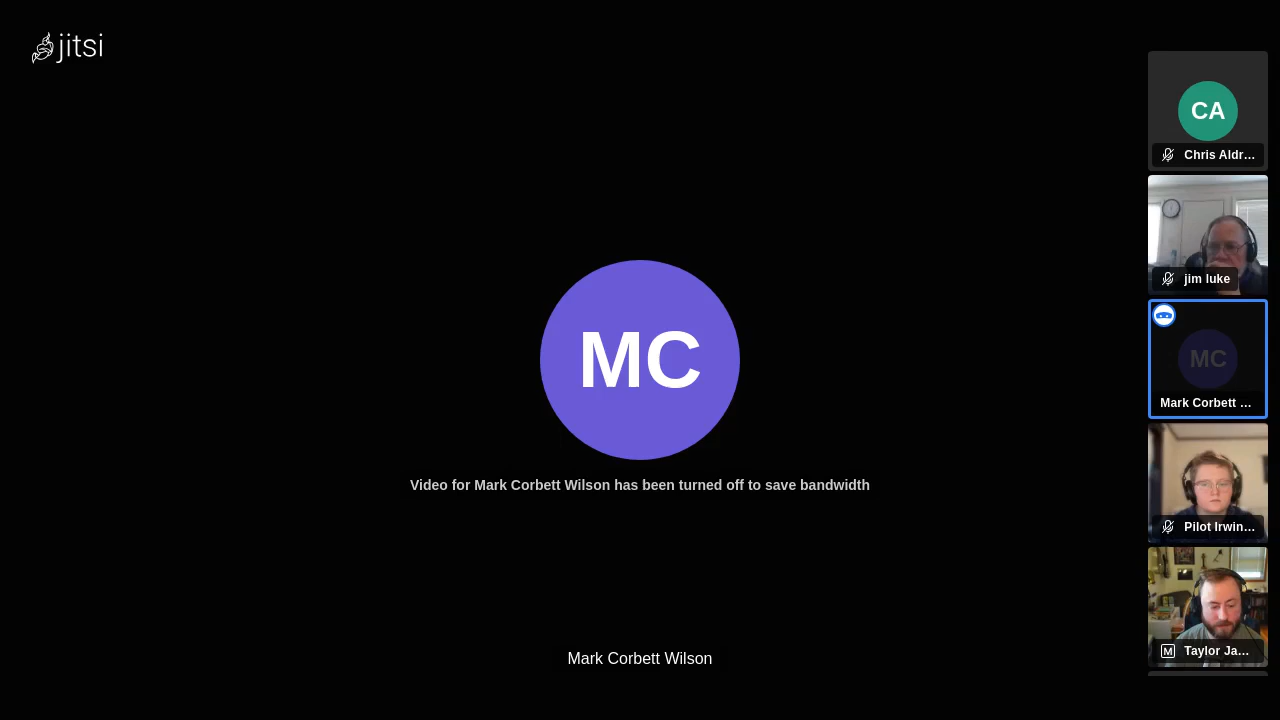 jitsi
MC
Video for Mark Corbett Wilson has been turned off to save bandwidth
Mark Corbett Wilson
CA
Chris Aldr…
jim luke
MC
Mark Corbett …
Pilot Irwin…
M
Taylor Ja…